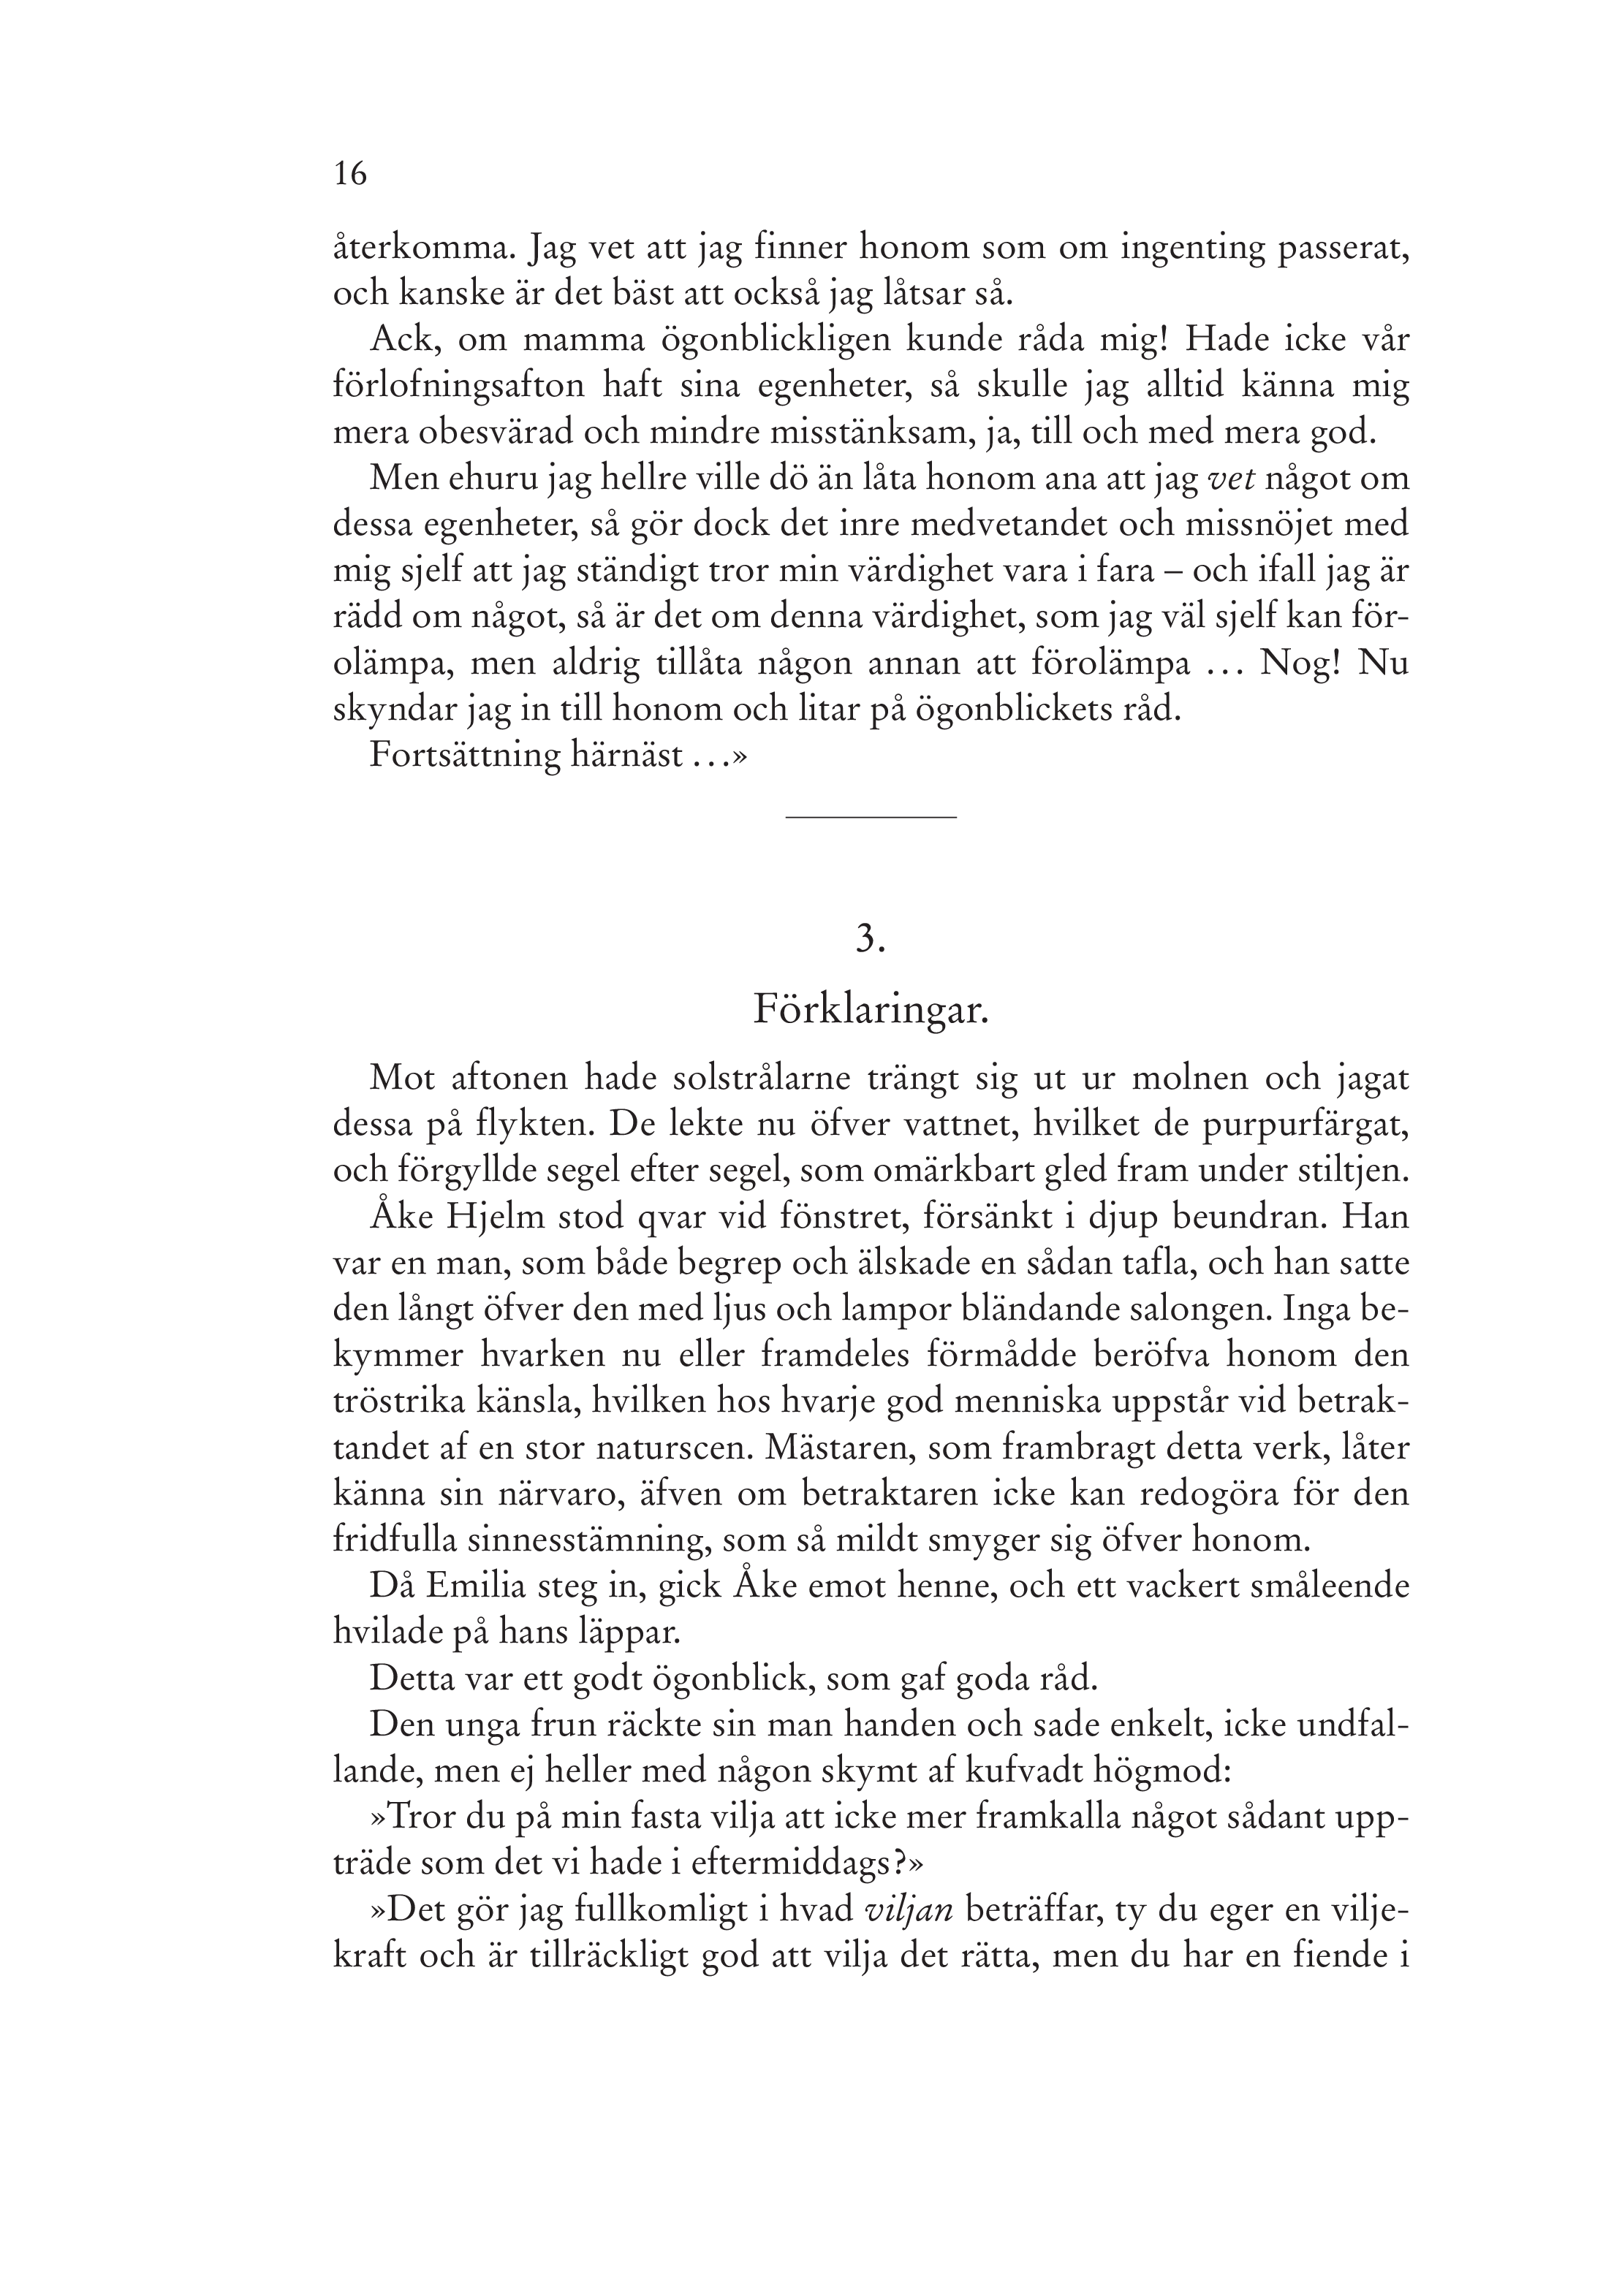 16
återkomma. Jag vet att jag finner honom som om ingenting passerat,
och kanske är det bäst att också jag låtsar så.
Ack, om mamma ögonblickligen kunde råda mig! Hade icke vår
förlofningsafton haft sina egenheter, så skulle jag alltid känna mig
mera obesvärad och mindre misstänksam, ja, till och med mera god.
Men ehuru jag hellre ville dö än låta honom ana att jag vet något om
dessa egenheter, så gör dock det inre medvetandet och missnöjet med
mig sjelf att jag ständigt tror min värdighet vara i fara – och ifall jag är
rädd om något, så är det om denna värdighet, som jag väl sjelf kan för-
olämpa, men aldrig tillåta någon annan att förolämpa … Nog! Nu
skyndar jag in till honom och litar på ögonblickets råd.
Fortsättning härnäst …»
3.
Förklaringar.
Mot aftonen hade solstrålarne trängt sig ut ur molnen och jagat
dessa på flykten. De lekte nu öfver vattnet, hvilket de purpurfärgat,
och förgyllde segel efter segel, som omärkbart gled fram under stiltjen.
Åke Hjelm stod qvar vid fönstret, försänkt i djup beundran. Han
var en man, som både begrep och älskade en sådan tafla, och han satte
den långt öfver den med ljus och lampor bländande salongen. Inga be-
kymmer hvarken nu eller framdeles förmådde beröfva honom den
tröstrika känsla, hvilken hos hvarje god menniska uppstår vid betrak-
tandet af en stor naturscen. Mästaren, som frambragt detta verk, låter
känna sin närvaro, äfven om betraktaren icke kan redogöra för den
fridfulla sinnesstämning, som så mildt smyger sig öfver honom.
Då Emilia steg in, gick Åke emot henne, och ett vackert småleende
hvilade på hans läppar.
Detta var ett godt ögonblick, som gaf goda råd.
Den unga frun räckte sin man handen och sade enkelt, icke undfal-
lande, men ej heller med någon skymt af kufvadt högmod:
»Tror du på min fasta vilja att icke mer framkalla något sådant upp-
träde som det vi hade i eftermiddags?»
»Det gör jag fullkomligt i hvad viljan beträffar, ty du eger en vilje-
kraft och är tillräckligt god att vilja det rätta, men du har en fiende i